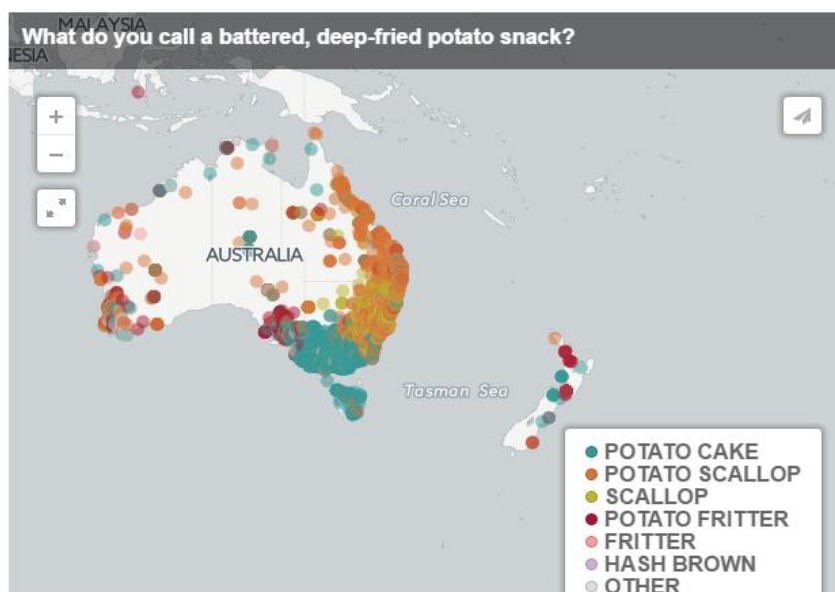 MALAYSIA
What do you call a battered, deep-fried potato snack?
NESIA
+
−
Coral Sea
AUSTRALIA
Tasman Sea
POTATO CAKE
POTATO SCALLOP
SCALLOP
POTATO FRITTER
FRITTER
HASH BROWN
OTHER